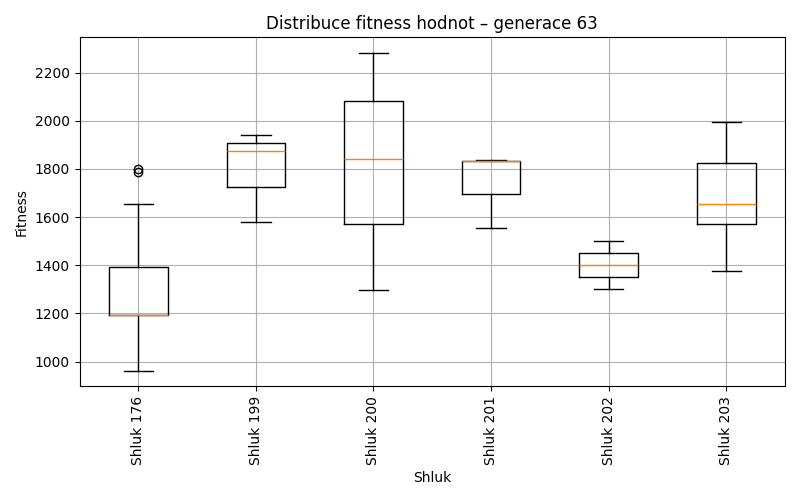 Distribuce fitness hodnot – generace 63
2200
2000
1800
1600
1400
1200
1000
Fitness
Shluk 176
Shluk 199
Shluk 200
Shluk 201
Shluk 202
Shluk 203
Shluk